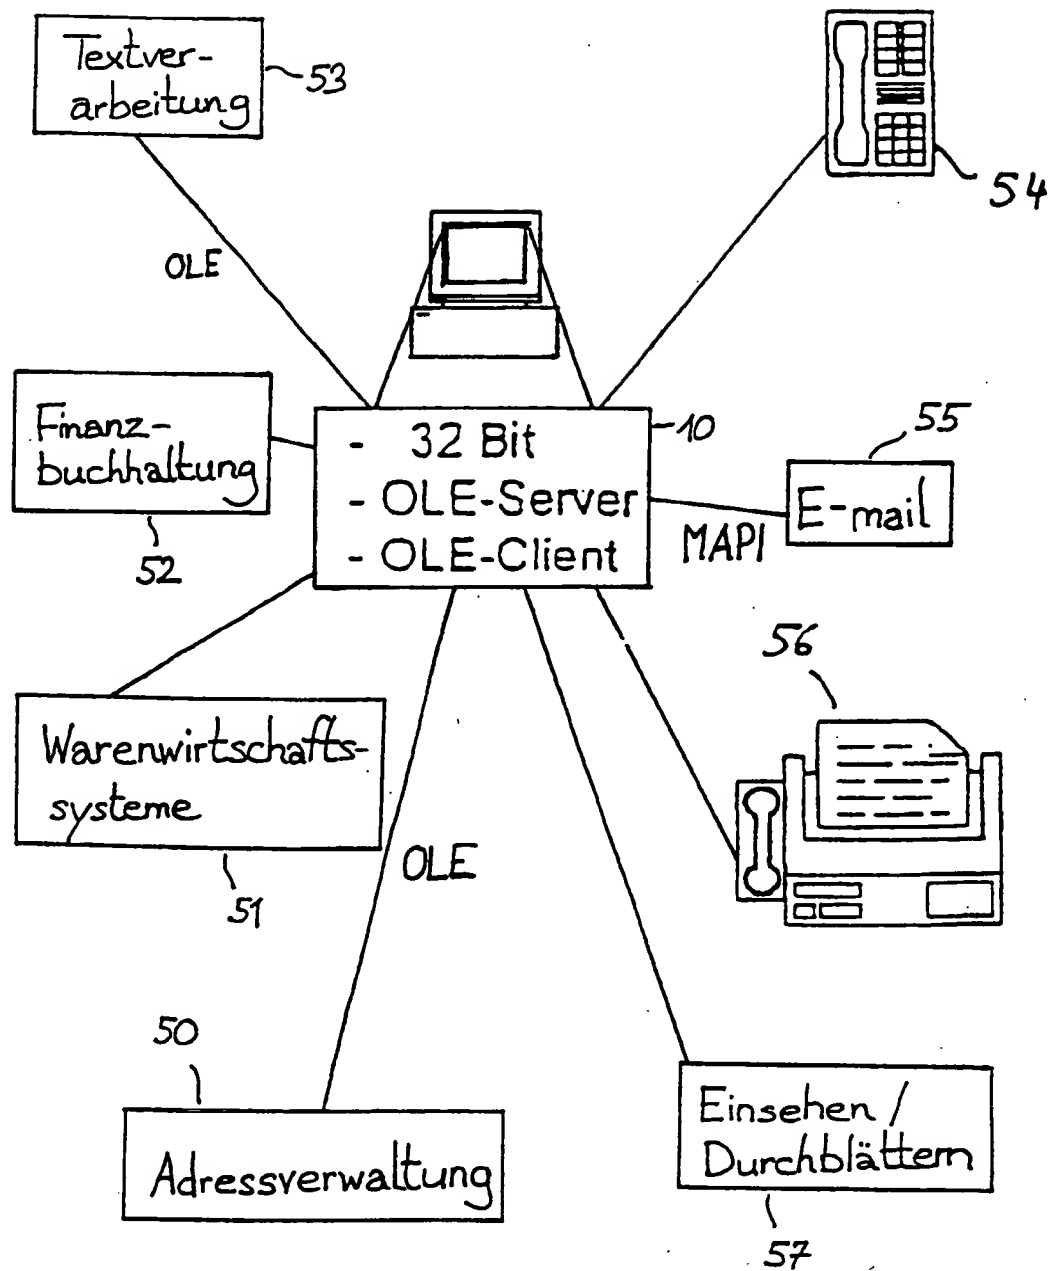 Textver-
arbeitung
53
54
OLE
Finanz-
buchhaltung
52
- 32 Bit
- OLE-Server
- OLE-Client
10
55
E-mail
MAPI
56
Warenwirtschafts-
systeme
51
OLE
50
Adressverwaltung
Einsehen /
Durchblättern
57